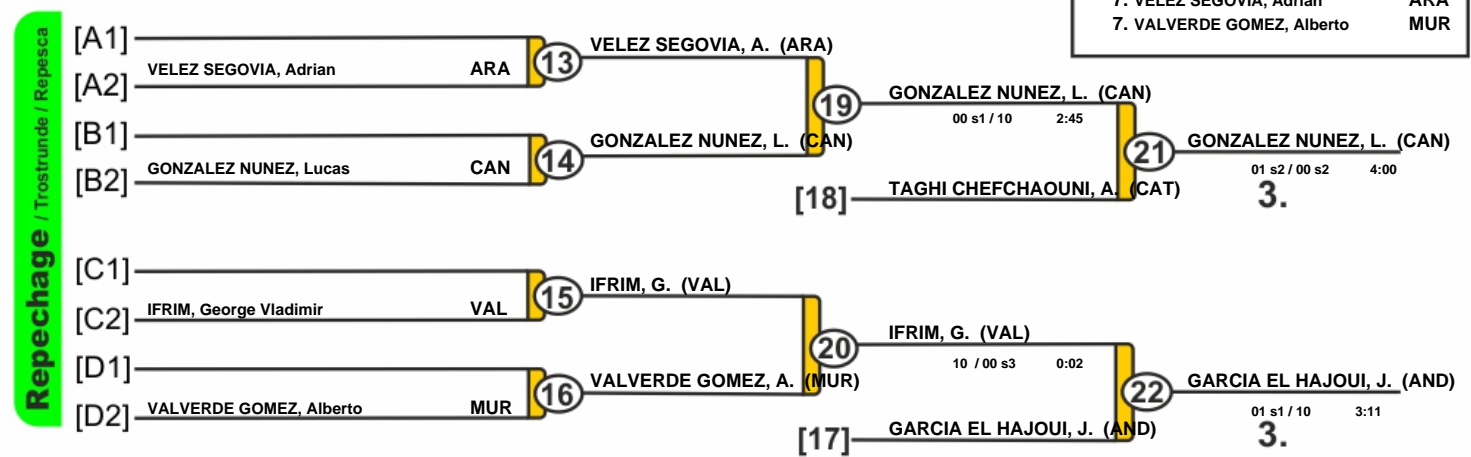 7. VELEZ SEGOVIA, Adrian ARA
7. VALVERDE GOMEZ, Alberto MUR
Repechage / Trostrunde / Repesca
[A1]
VELEZ SEGOVIA, Adrian ARA
[A2]
13
VELEZ SEGOVIA, A. (ARA)
[B1]
GONZALEZ NUNEZ, Lucas CAN
[B2]
14
GONZALEZ NUNEZ, L. (CAN)
19
GONZALEZ NUNEZ, L. (CAN)
00 s1 / 10 2:45
[18]
TAGHI CHEFCHAOUNI, A. (CAT)
21
GONZALEZ NUNEZ, L. (CAN)
01 s2 / 00 s2 4:00
3.
[C1]
IFRIM, George Vladimir VAL
[C2]
15
IFRIM, G. (VAL)
[D1]
VALVERDE GOMEZ, Alberto MUR
[D2]
16
VALVERDE GOMEZ, A. (MUR)
20
IFRIM, G. (VAL)
10 / 00 s3 0:02
[17]
GARCIA EL HAJOUI, J. (AND)
22
GARCIA EL HAJOUI, J. (AND)
01 s1 / 10 3:11
3.